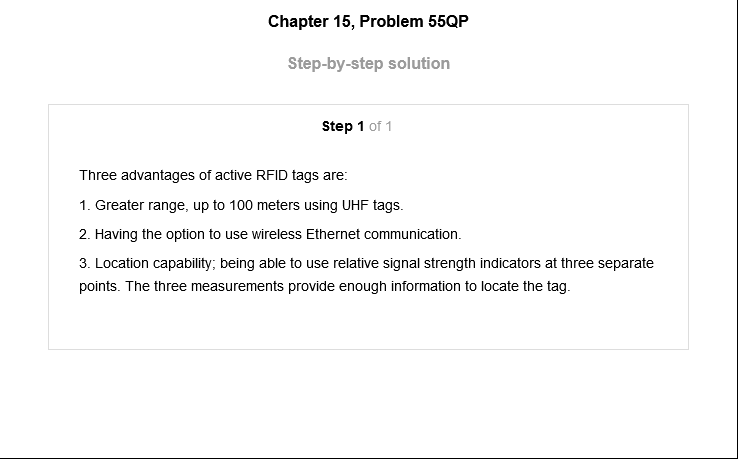 Chapter 15, Problem 55QP
Step-by-step solution
Step 1 of 1
Three advantages of active RFID tags are:
1. Greater range, up to 100 meters using UHF tags.
2. Having the option to use wireless Ethernet communication.
3. Location capability; being able to use relative signal strength indicators at three separate
points. The three measurements provide enough information to locate the tag.